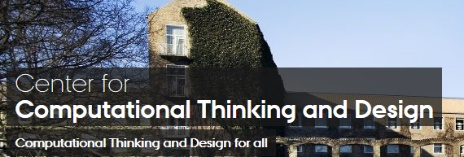 Center for
Computational Thinking and Design
Computational Thinking and Design for all